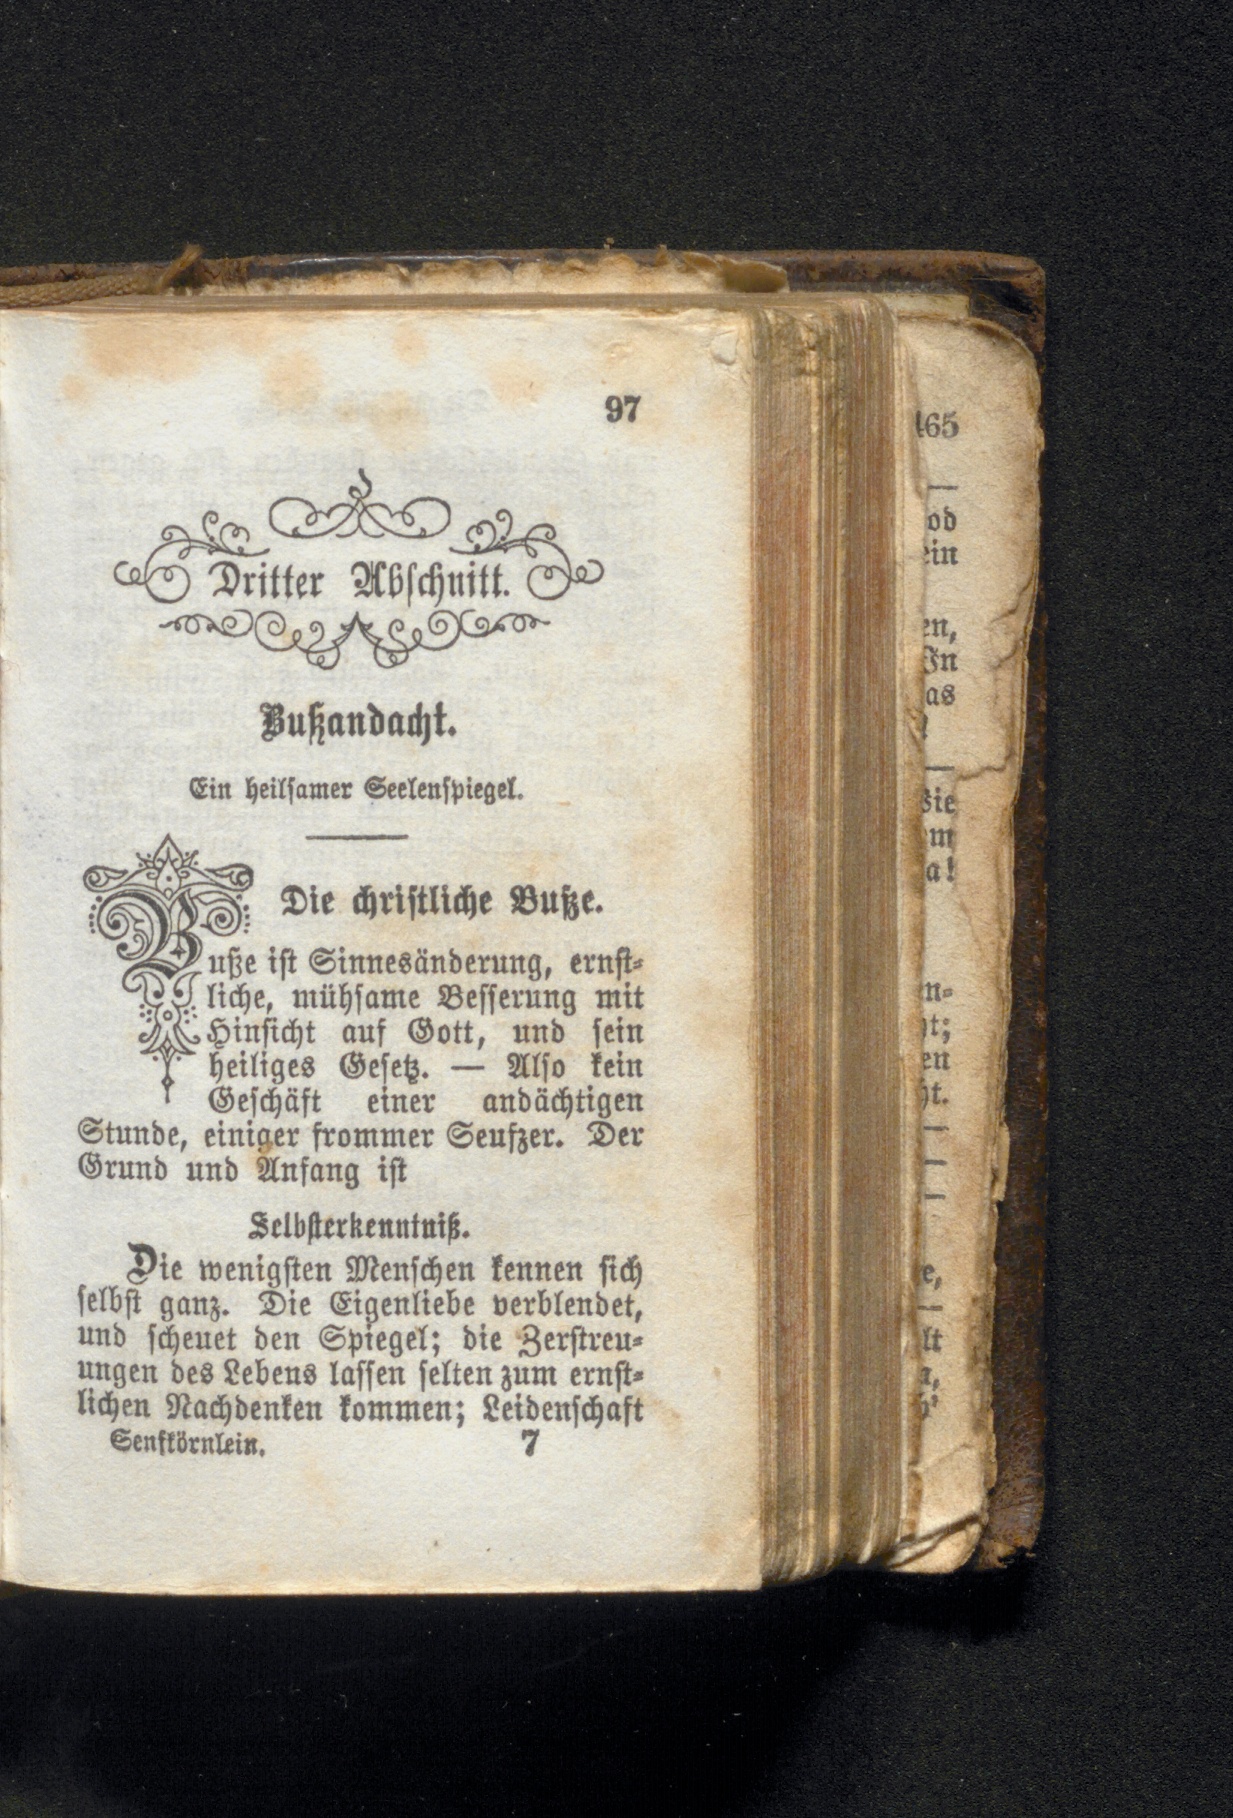 97
Dritter Abschnitt.
Bußandacht.
Ein heilsamer Seelenspiegel.
Die christliche Buße.
Buße ist Sinnesänderung, ernst-
liche, mühsame Besserung mit
Hinsicht auf Gott, und sein
heiliges Gesetz. — Also kein
Geschäft einer andächtigen
Stunde, einiger frommer Seufzer. Der
Grund und Anfang ist
Selbsterkenntniß.
Die wenigsten Menschen kennen sich
selbst ganz. Die Eigenliebe verblendet,
und scheuet den Spiegel; die Zerstreu-
ungen des Lebens lassen selten zum ernst-
lichen Nachdenken kommen; Leidenschaft
Senfkörnlein. 7